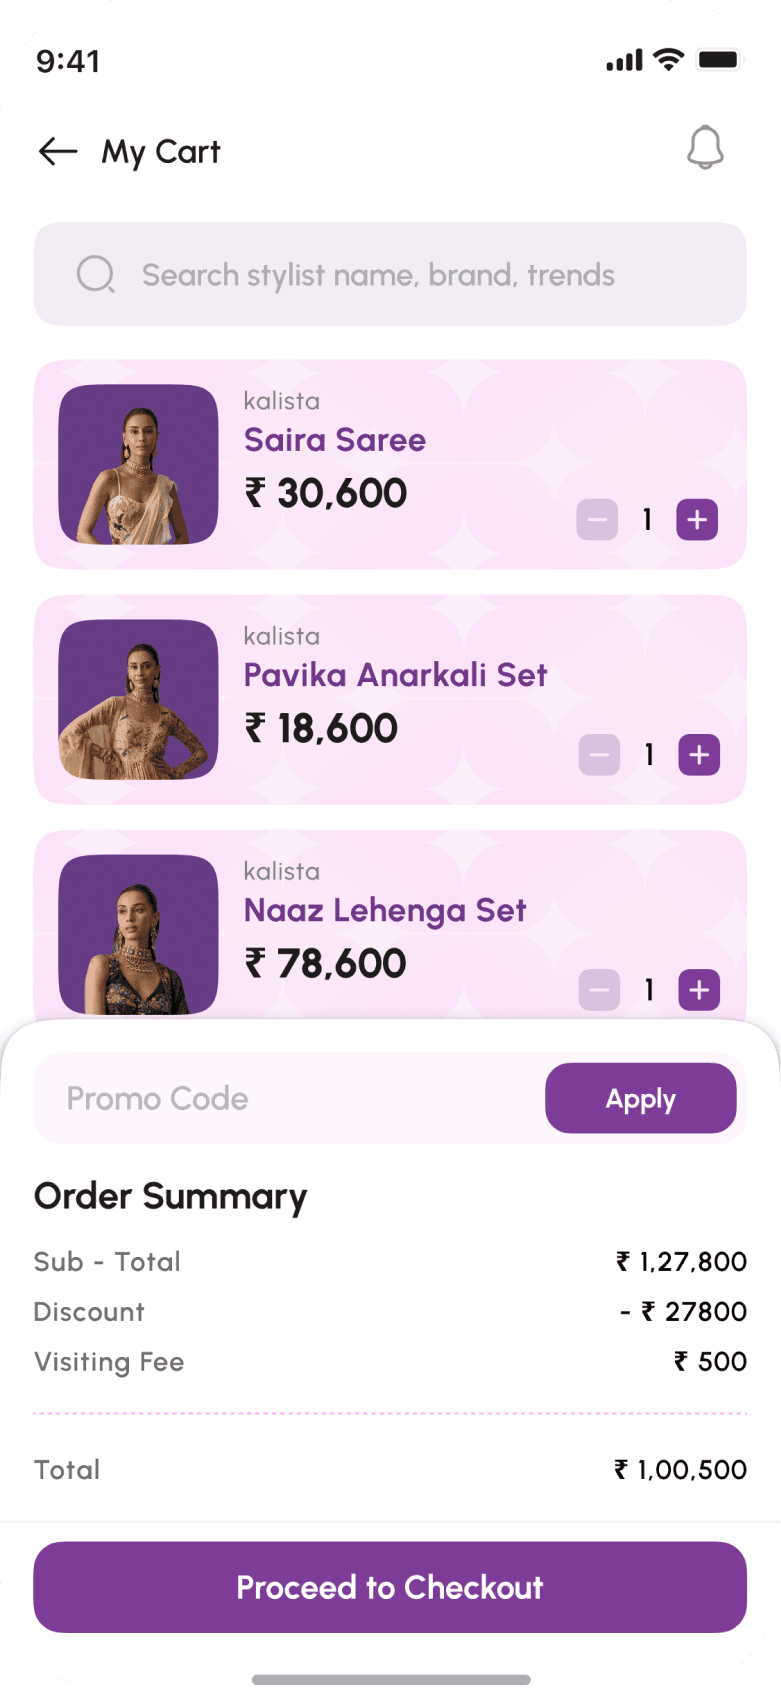 9:41
My Cart
Search stylist name, brand, trends
kalista
Saira Saree
₹ 30,600
1
kalista
Pavika Anarkali Set
₹ 18,600
1
kalista
Naaz Lehenga Set
₹ 78,600
1
Promo Code
Apply
Order Summary
Sub - Total ₹ 1,27,800
Discount - ₹ 27800
Visiting Fee ₹ 500
Total ₹ 1,00,500
Proceed to Checkout